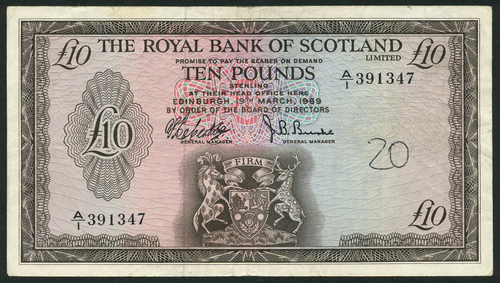 £10 THE ROYAL BANK OF SCOTLAND £10
LIMITED
PROMISE TO PAY THE BEARER ON DEMAND
TEN POUNDS
STERLING
AT THEIR HEAD OFFICE HERE
A/1 391347
EDINBURGH, 19TH MARCH, 1969
BY ORDER OF THE BOARD OF DIRECTORS
£10
J.B. Burke
GENERAL MANAGER GENERAL MANAGER
20
FIRM
A/1 391347
£10